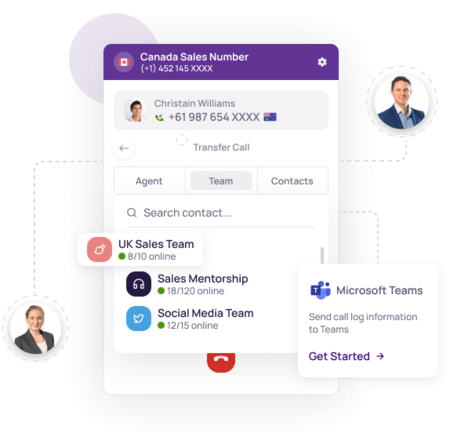 Canada Sales Number
(+1) 452 145 XXXX
Christain Williams
+61 987 654 XXXX
Transfer Call
Agent
Team
Contacts
Search contact...
UK Sales Team
8/10 online
Sales Mentorship
18/120 online
Social Media Team
12/15 online
T
Microsoft Teams
Send call log information
to Teams
Get Started →